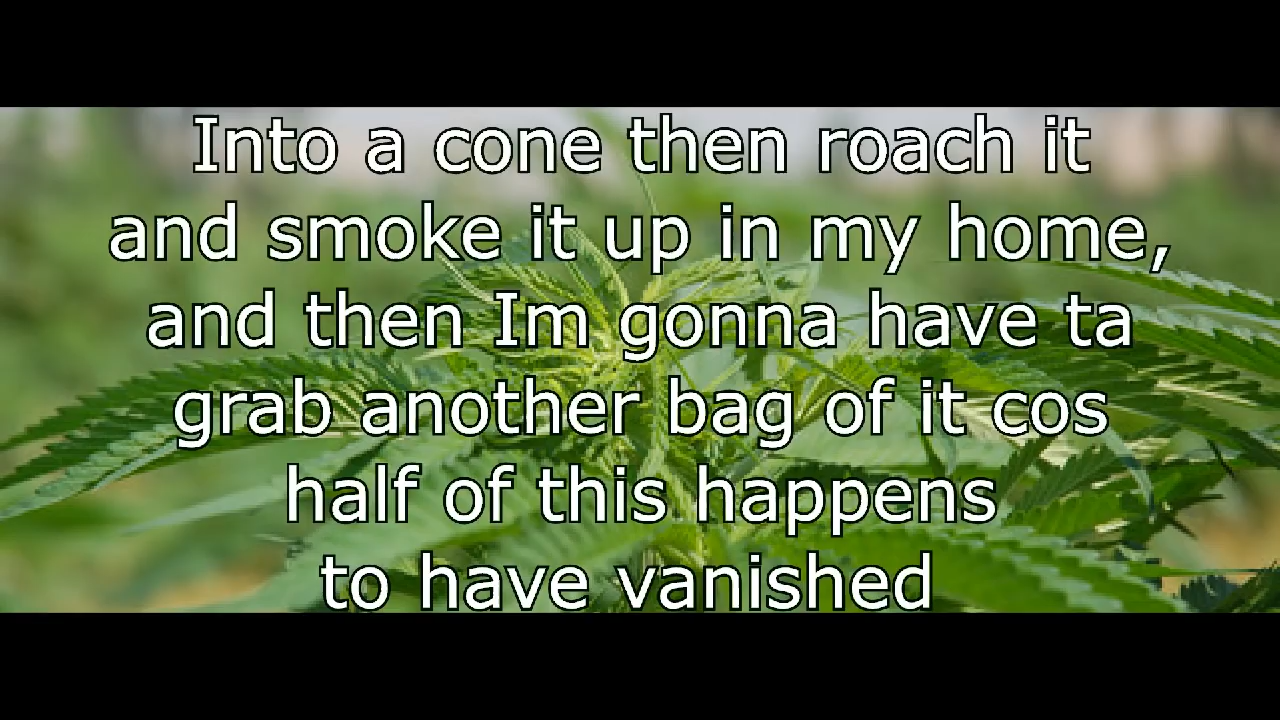 Into a cone then roach it
and smoke it up in my home,
and then Im gonna have ta
grab another bag of it cos
half of this happens
to have vanished